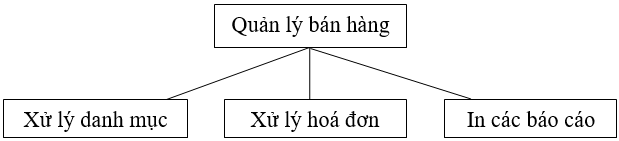 Quản lý bán hàng
Xử lý danh mục
Xử lý hoá đơn
In các báo cáo